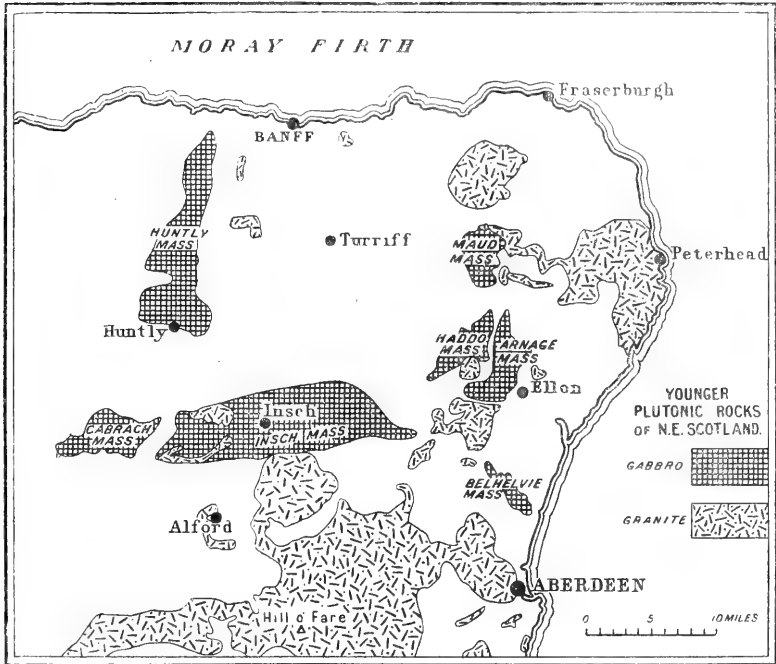 MORAY FIRTH
Fraserburgh
BANFF
HUNTLY
MASS
Turriff
MAUD
MASS
Peterhead
Huntly
HADDO
MASS
ARNAGE
MASS
Ellon
YOUNGER
PLUTONIC ROCKS
OF N.E. SCOTLAND.
Insch
CABRACH
MASS
INSCH MASS
GABBRO
BELHELVIE
MASS
GRANITE
Alford
ABERDEEN
Hill o' Fare
0 5 10 MILES